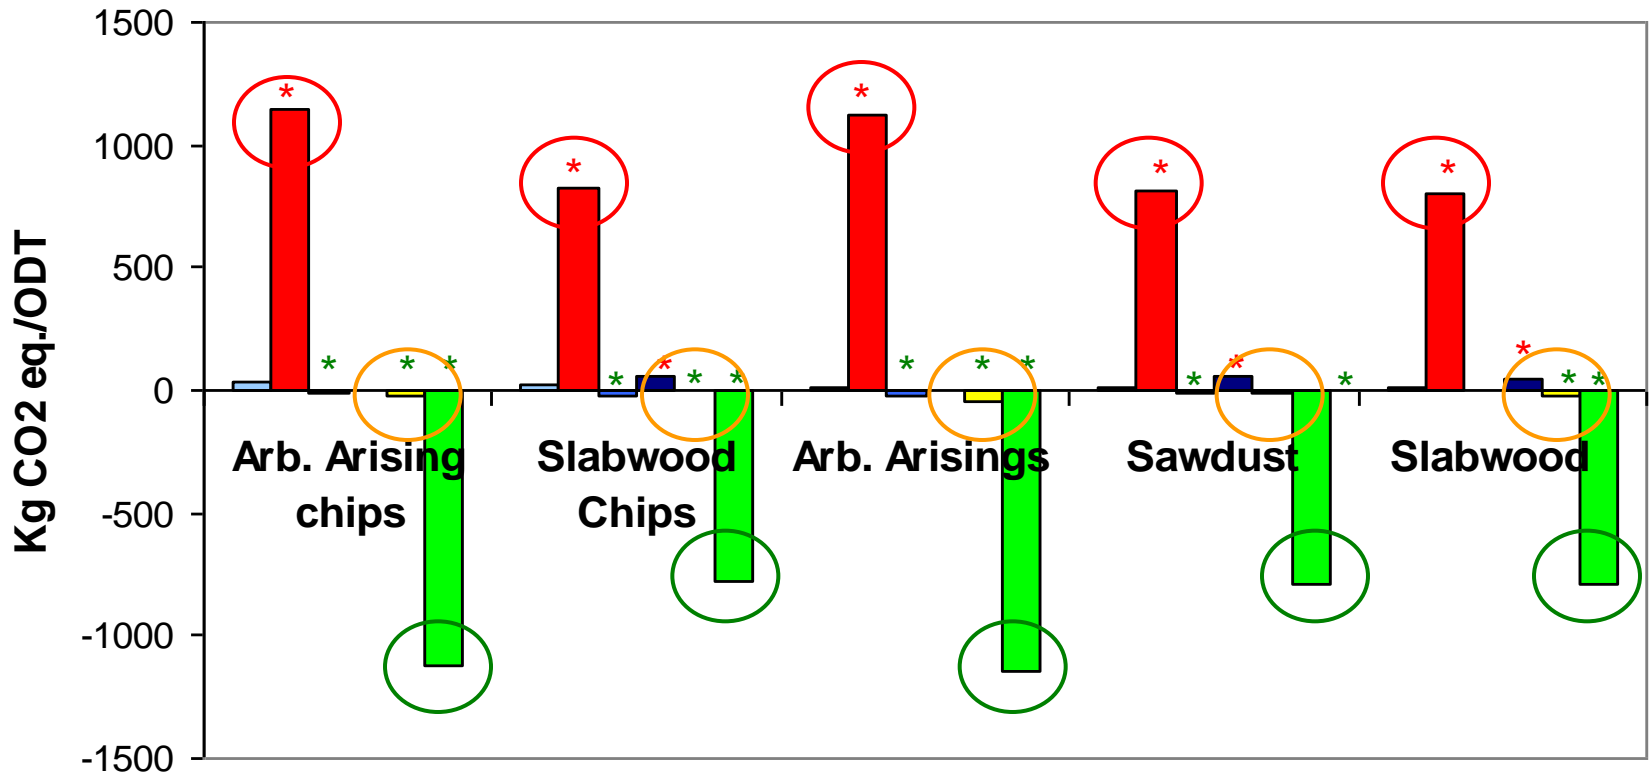 1500
1000
500
0
-500
-1000
-1500
Kg CO2 eq./ODT
* * * * *
* * * * * * * * * * * * * * * * *
Arb. Arising Slabwood Arb. Arisings Sawdust Slabwood
chips Chips